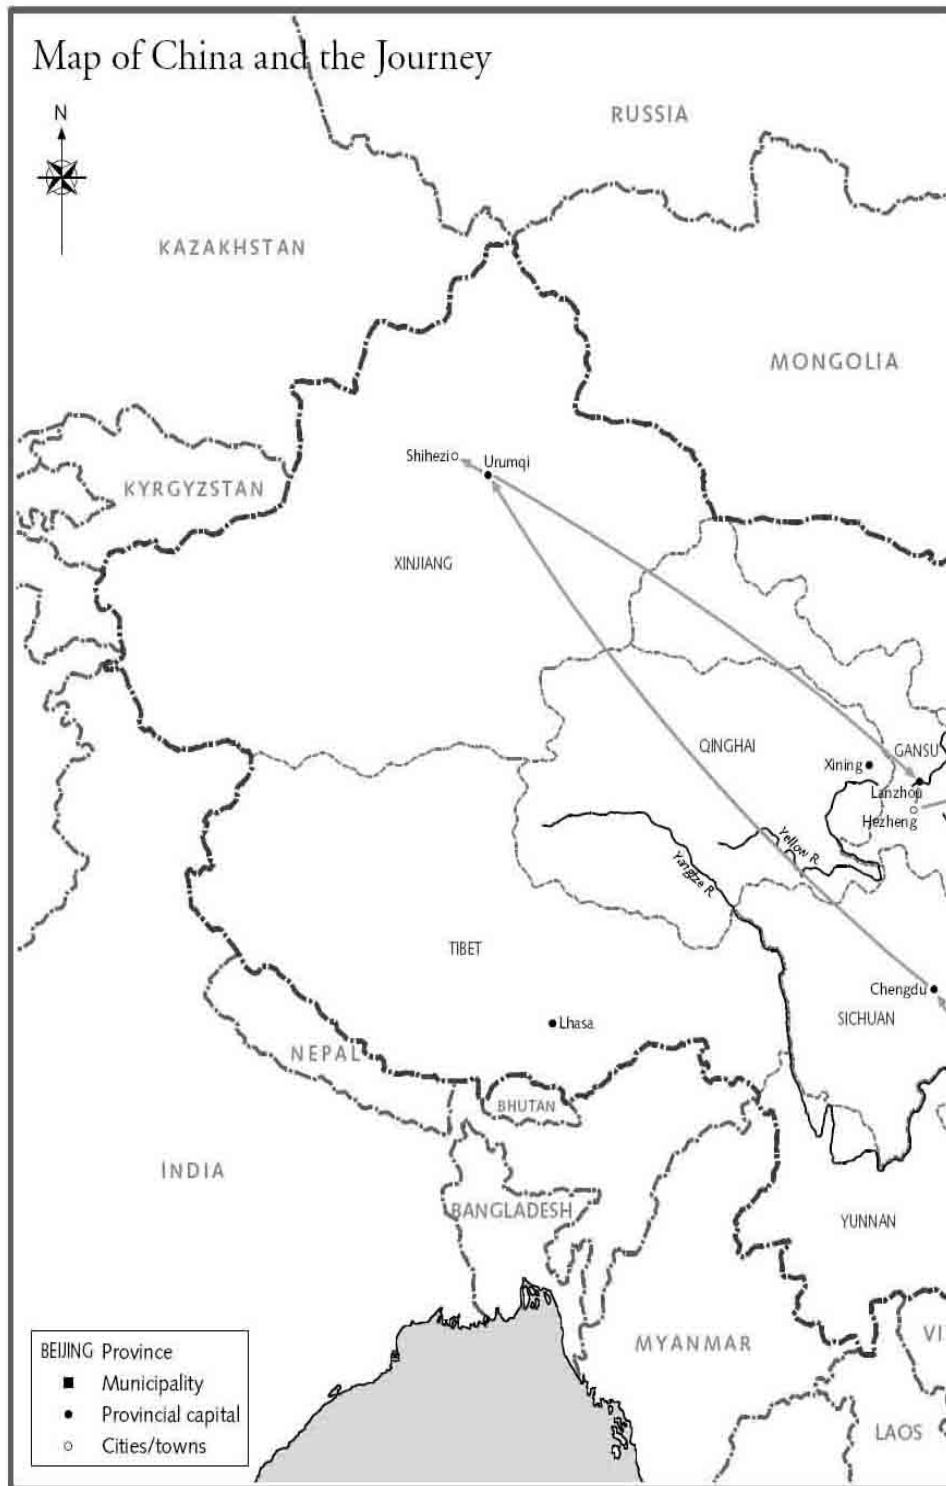 Map of China and the Journey
N
RUSSIA
KAZAKHSTAN
MONGOLIA
Shihezi
Urumqi
KYRGYZSTAN
XINJIANG
QINGHAI
GANSU
Xining
Lanzhou
Hezheng
Yellow R.
Yangtze R.
TIBET
Chengdu
SICHUAN
Lhasa
NEPAL
BHUTAN
INDIA
BANGLADESH
YUNNAN
MYANMAR
VI
LAOS
BEIJING Province
Municipality
Provincial capital
Cities/towns